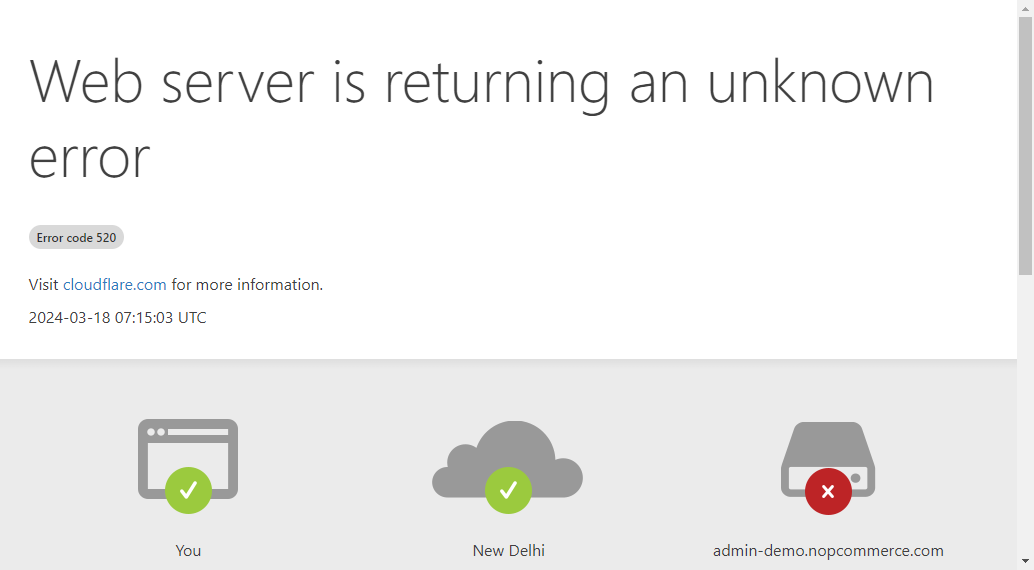 Web server is returning an unknown
error
Error code 520
Visit cloudflare.com for more information.
2024-03-18 07:15:03 UTC
You
New Delhi
admin-demo.nopcommerce.com